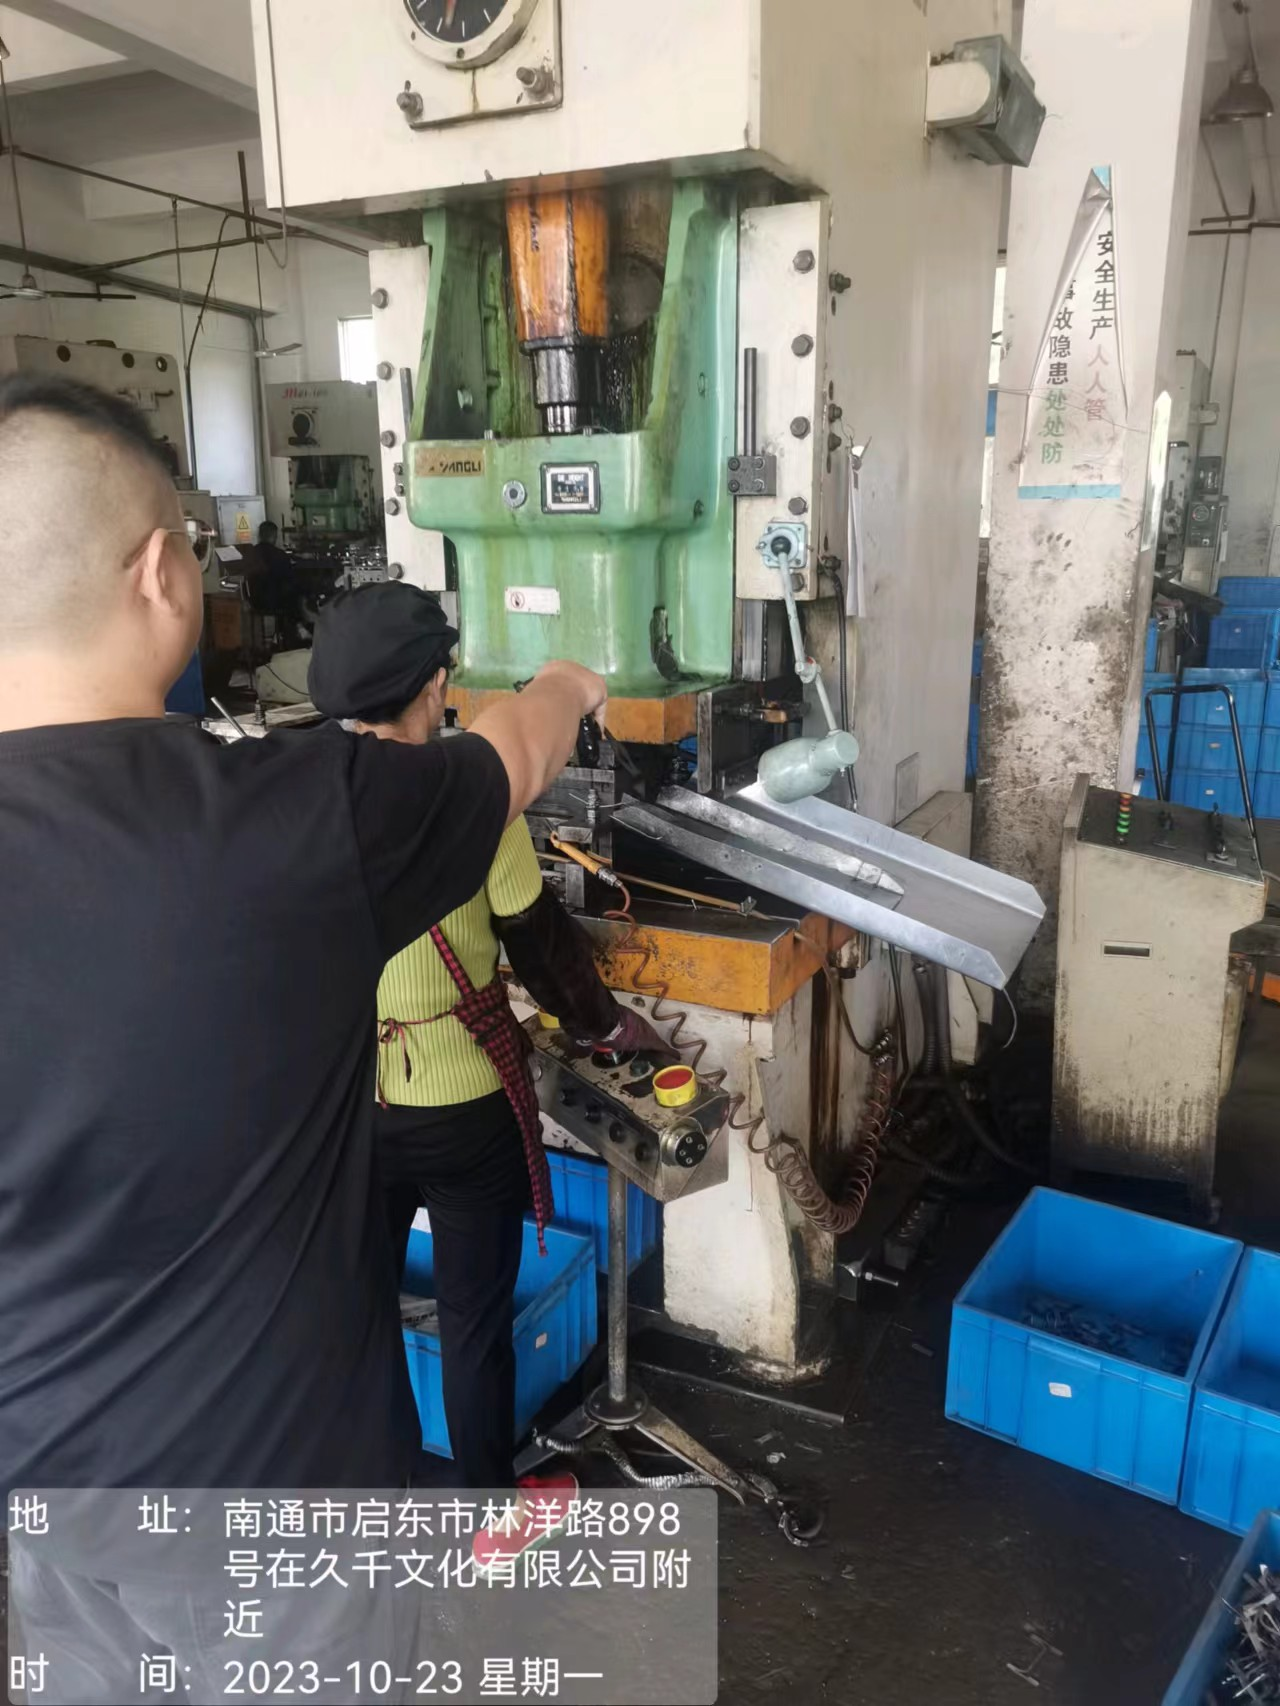 YANGLI
安全生产 人人管
事故隐患 处处防
地 址： 南通市启东市林洋路898
号在久千文化有限公司附
近
时 间： 2023-10-23 星期一